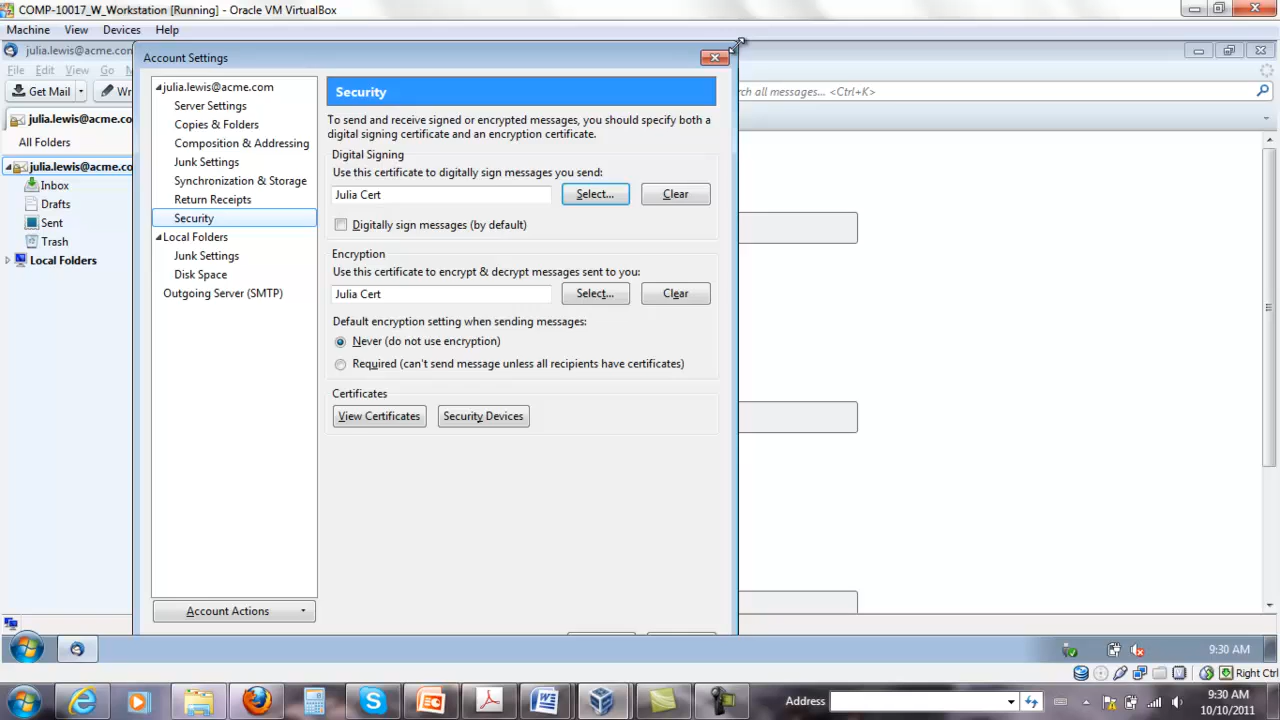 COMP-10017_W_Workstation [Running] - Oracle VM VirtualBox
Machine View Devices Help
julia.lewis@acme.com
File Edit View Go
Account Settings
Get Mail
julia.lewis@acme.co
All Folders
julia.lewis@acme.co
Inbox
Drafts
Sent
Trash
Local Folders
julia.lewis@acme.com
Server Settings
Copies & Folders
Composition & Addressing
Junk Settings
Synchronization & Storage
Return Receipts
Security
Local Folders
Junk Settings
Disk Space
Outgoing Server (SMTP)
Account Actions
Security
To send and receive signed or encrypted messages, you should specify both a
digital signing certificate and an encryption certificate.
Digital Signing
Use this certificate to digitally sign messages you send:
Julia Cert Select... Clear
Digitally sign messages (by default)
Encryption
Use this certificate to encrypt & decrypt messages sent to you:
Julia Cert Select... Clear
Default encryption setting when sending messages:
Never (do not use encryption)
Required (can't send message unless all recipients have certificates)
Certificates
View Certificates Security Devices
all messages... <Ctrl+K>
9:30 AM
Right Ctrl
Address
9:30 AM
10/10/2011